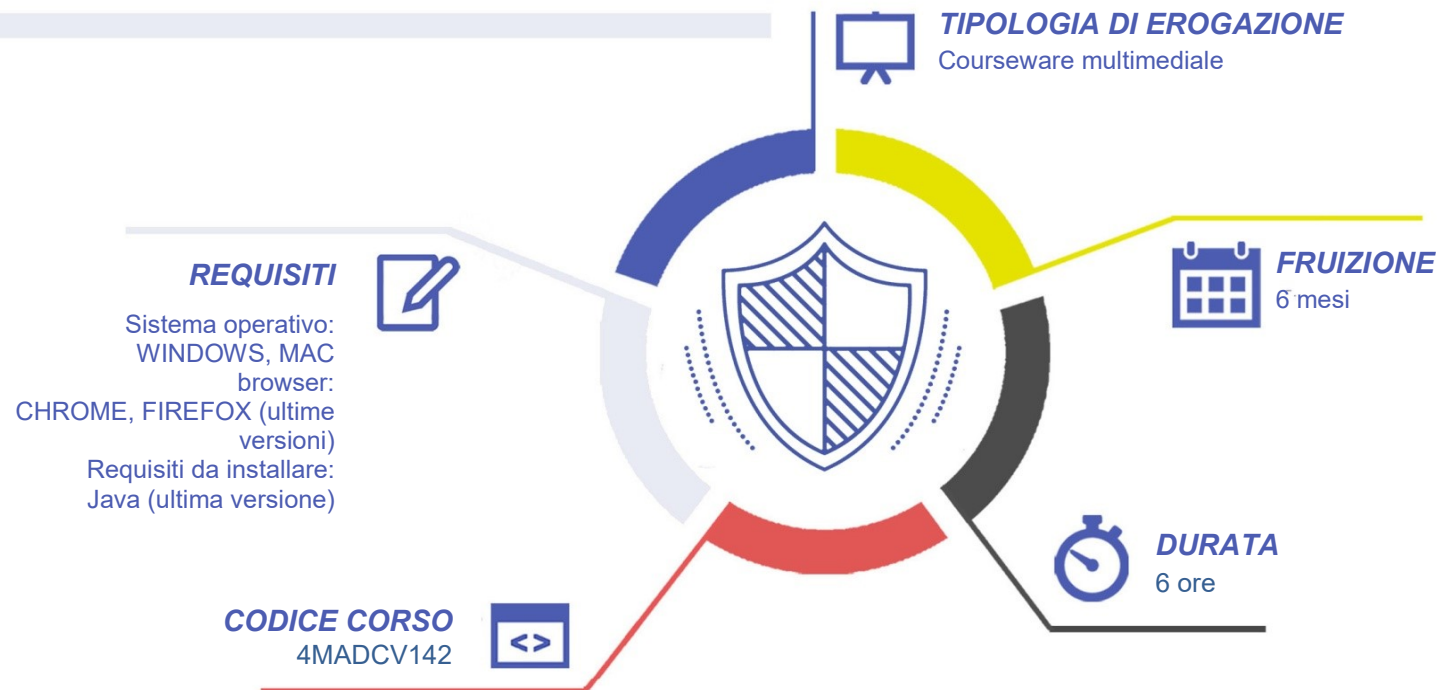 TIPOLOGIA DI EROGAZIONE
Courseware multimediale
REQUISITI
Sistema operativo:
WINDOWS, MAC
browser:
CHROME, FIREFOX (ultime
versioni)
Requisiti da installare:
Java (ultima versione)
FRUIZIONE
6 mesi
DURATA
6 ore
CODICE CORSO
4MADCV142
<>